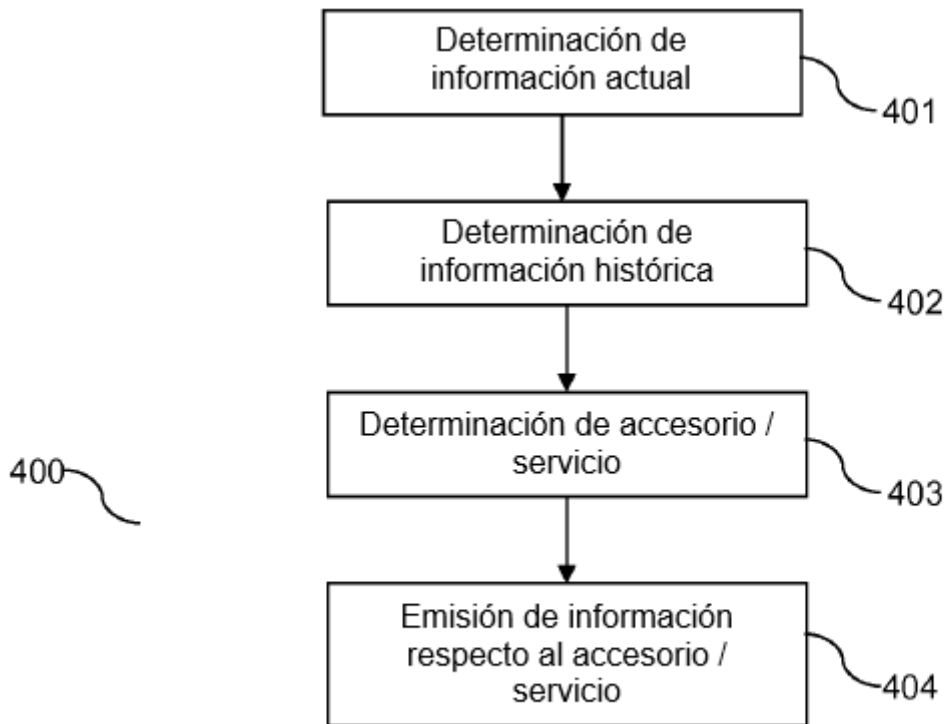 Determinación de
información actual
401
Determinación de
información histórica
402
Determinación de accesorio /
servicio
403
400
Emisión de información
respecto al accesorio /
servicio
404